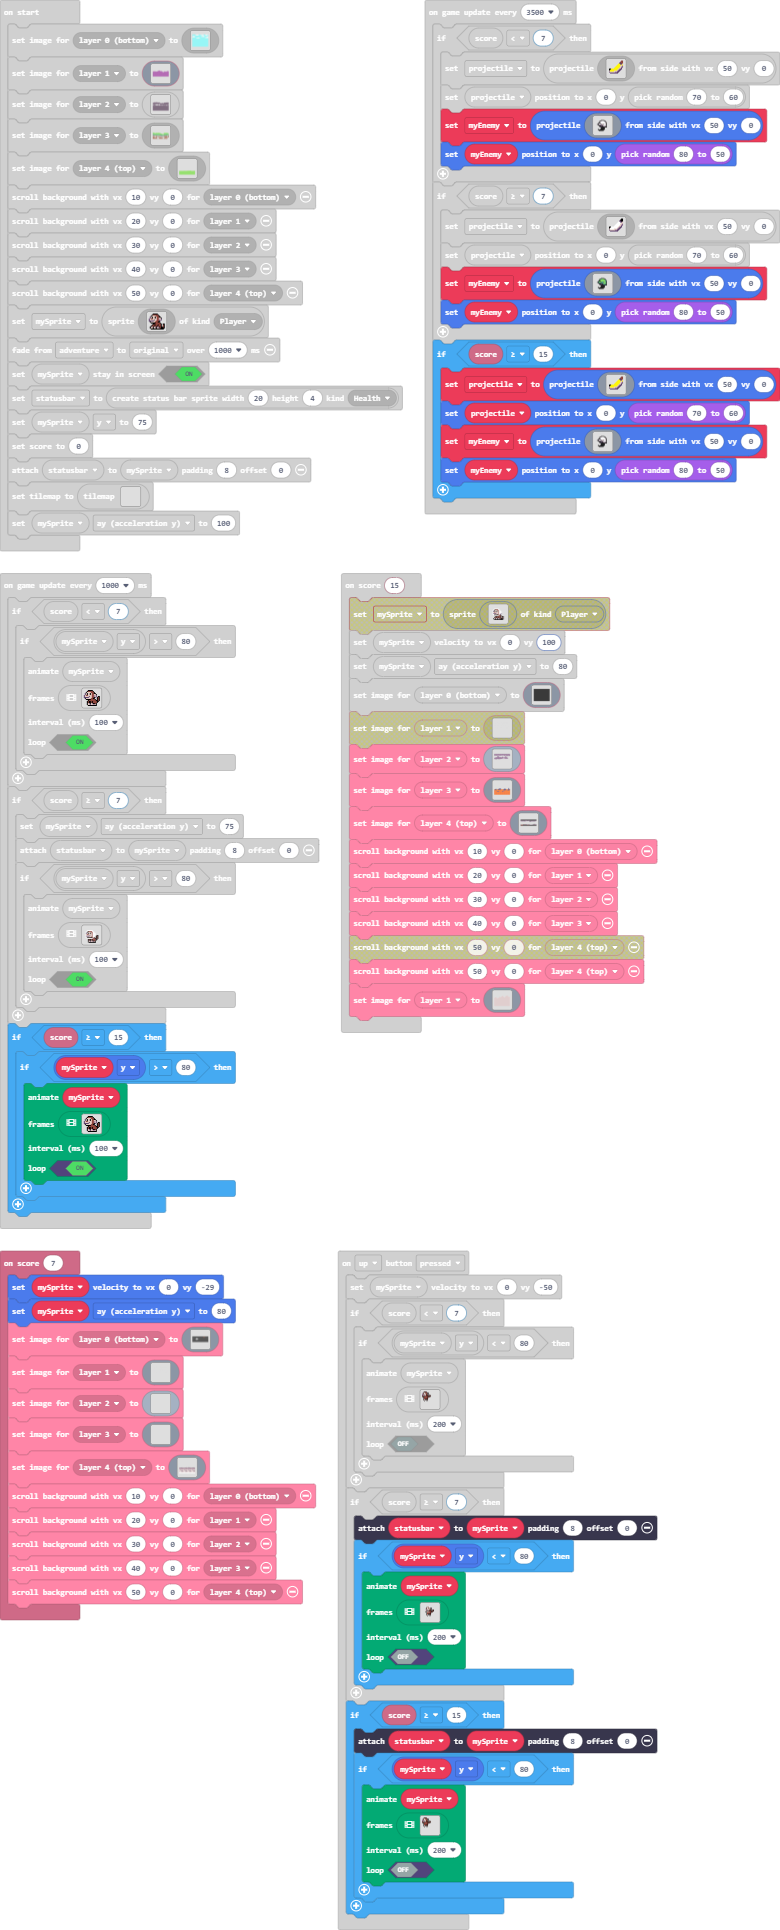 on start
set image for layer 0 (bottom) to
set image for layer 1 to
set image for layer 2 to
set image for layer 3 to
set image for layer 4 (top) to
scroll background with vx 10 vy 0 for layer 0 (bottom)
scroll background with vx 20 vy 0 for layer 1
scroll background with vx 30 vy 0 for layer 2
scroll background with vx 40 vy 0 for layer 3
scroll background with vx 50 vy 0 for layer 4 (top)
set mySprite to sprite of kind Player
fade from adventure to original over 1000 ms
set mySprite stay in screen ON
set statusbar to create status bar sprite width 20 height 4 kind Health
set mySprite y to 75
set score to 0
attach statusbar to mySprite padding 8 offset 0
set tilemap to tilemap
set mySprite ay (acceleration y) to 100
on game update every 3500 ms
if score < 7 then
set projectile to projectile from side with vx 50 vy 0
set projectile position to x 0 y pick random 70 to 60
set myEnemy to projectile from side with vx 50 vy 0
set myEnemy position to x 0 y pick random 80 to 50
if score ≥ 7 then
set projectile to projectile from side with vx 50 vy 0
set projectile position to x 0 y pick random 70 to 60
set myEnemy to projectile from side with vx 50 vy 0
set myEnemy position to x 0 y pick random 80 to 50
if score ≥ 15 then
set projectile to projectile from side with vx 50 vy 0
set projectile position to x 0 y pick random 70 to 60
set myEnemy to projectile from side with vx 50 vy 0
set myEnemy position to x 0 y pick random 80 to 50
on game update every 1000 ms
if score < 7 then
if mySprite y > 80 then
animate mySprite
frames
interval (ms) 100
loop ON
if score ≥ 7 then
set mySprite ay (acceleration y) to 75
attach statusbar to mySprite padding 8 offset 0
if mySprite y > 80 then
animate mySprite
frames
interval (ms) 100
loop ON
if score ≥ 15 then
if mySprite y > 80 then
animate mySprite
frames
interval (ms) 100
loop ON
on score 15
set mySprite to sprite of kind Player
set mySprite velocity to vx 0 vy 100
set mySprite ay (acceleration y) to 80
set image for layer 0 (bottom) to
set image for layer 1 to
set image for layer 2 to
set image for layer 3 to
set image for layer 4 (top) to
scroll background with vx 10 vy 0 for layer 0 (bottom)
scroll background with vx 20 vy 0 for layer 1
scroll background with vx 30 vy 0 for layer 2
scroll background with vx 40 vy 0 for layer 3
scroll background with vx 50 vy 0 for layer 4 (top)
scroll background with vx 50 vy 0 for layer 4 (top)
set image for layer 1 to
on score 7
set mySprite velocity to vx 0 vy -29
set mySprite ay (acceleration y) to 80
set image for layer 0 (bottom) to
set image for layer 1 to
set image for layer 2 to
set image for layer 3 to
set image for layer 4 (top) to
scroll background with vx 10 vy 0 for layer 0 (bottom)
scroll background with vx 20 vy 0 for layer 1
scroll background with vx 30 vy 0 for layer 2
scroll background with vx 40 vy 0 for layer 3
scroll background with vx 50 vy 0 for layer 4 (top)
on up button pressed
set mySprite velocity to vx 0 vy -50
if score < 7 then
if mySprite y < 80 then
animate mySprite
frames
interval (ms) 200
loop OFF
if score ≥ 7 then
attach statusbar to mySprite padding 8 offset 0
if mySprite y < 80 then
animate mySprite
frames
interval (ms) 200
loop OFF
if score ≥ 15 then
attach statusbar to mySprite padding 8 offset 0
if mySprite y < 80 then
animate mySprite
frames
interval (ms) 200
loop OFF